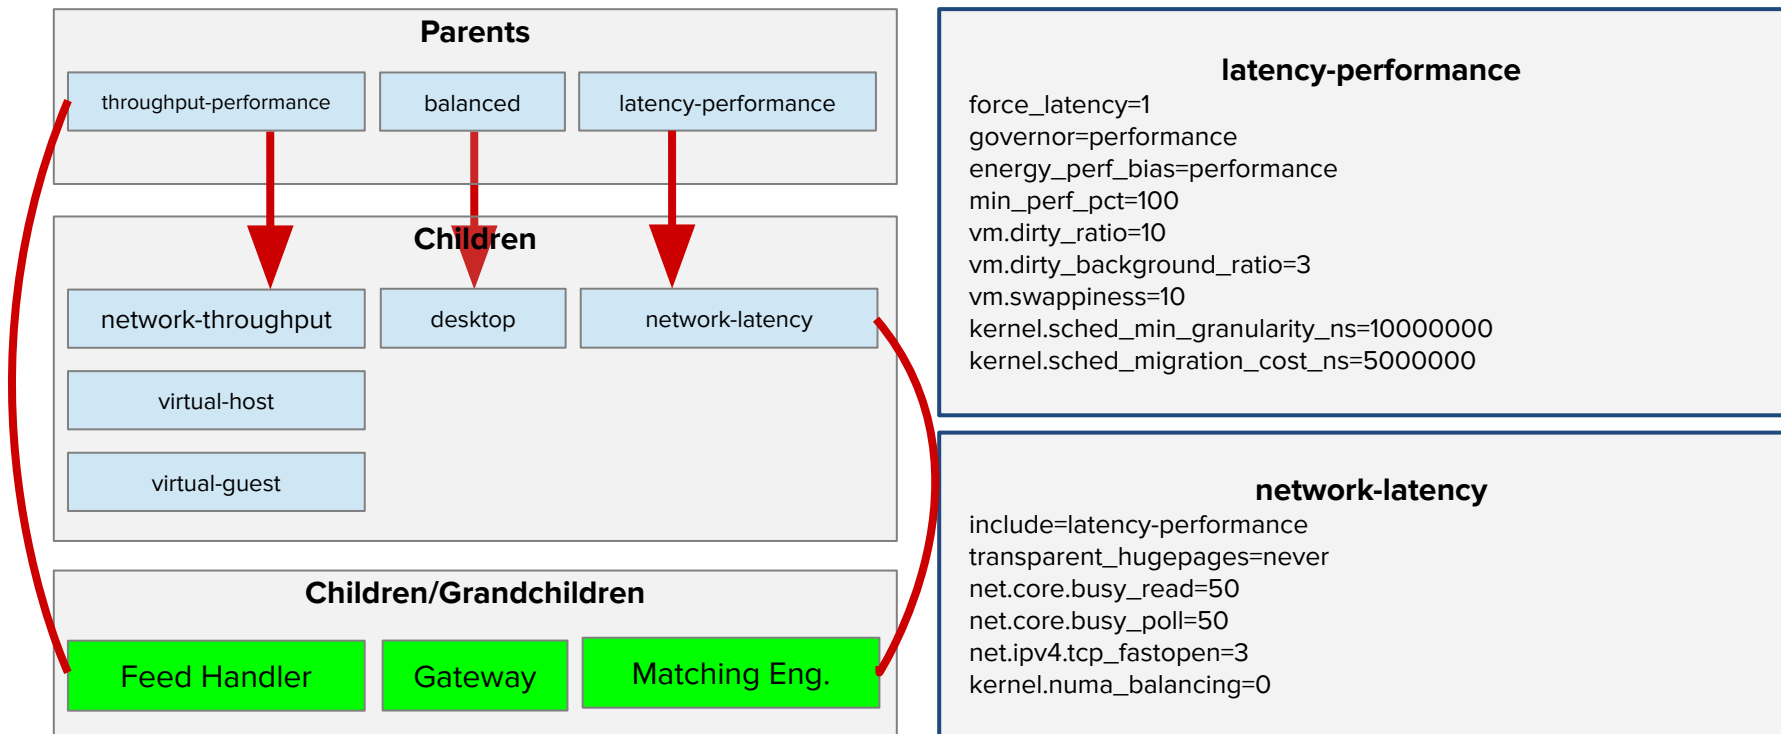 Parents
throughput-performance
balanced
latency-performance
Children
network-throughput
desktop
network-latency
virtual-host
virtual-guest
Children/Grandchildren
Feed Handler
Gateway
Matching Eng.
latency-performance
force_latency=1
governor=performance
energy_perf_bias=performance
min_perf_pct=100
vm.dirty_ratio=10
vm.dirty_background_ratio=3
vm.swappiness=10
kernel.sched_min_granularity_ns=10000000
kernel.sched_migration_cost_ns=5000000
network-latency
include=latency-performance
transparent_hugepages=never
net.core.busy_read=50
net.core.busy_poll=50
net.ipv4.tcp_fastopen=3
kernel.numa_balancing=0